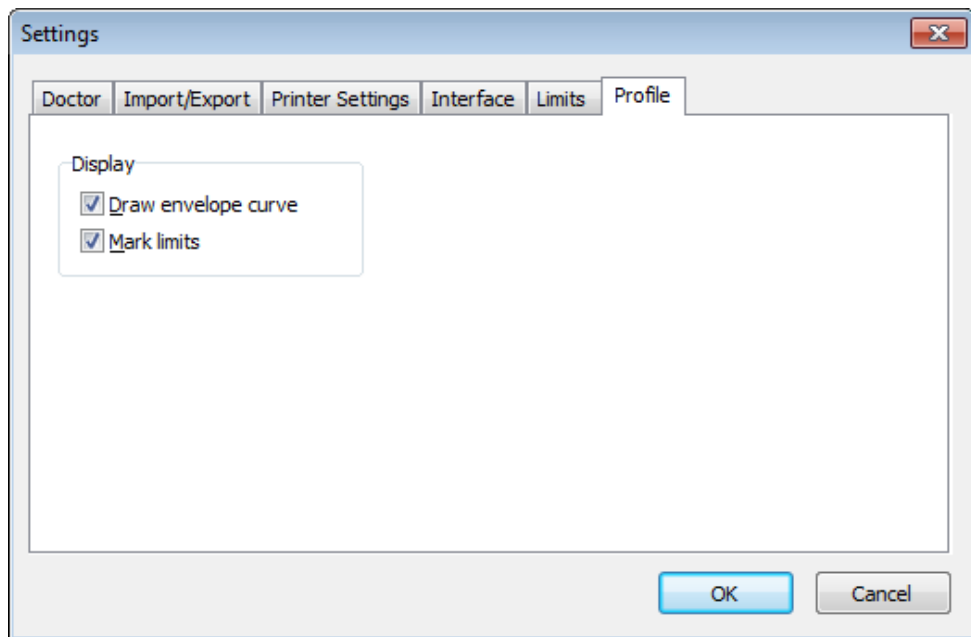 Settings
Doctor Import/Export Printer Settings Interface Limits Profile
Display
Draw envelope curve
Mark limits
OK Cancel